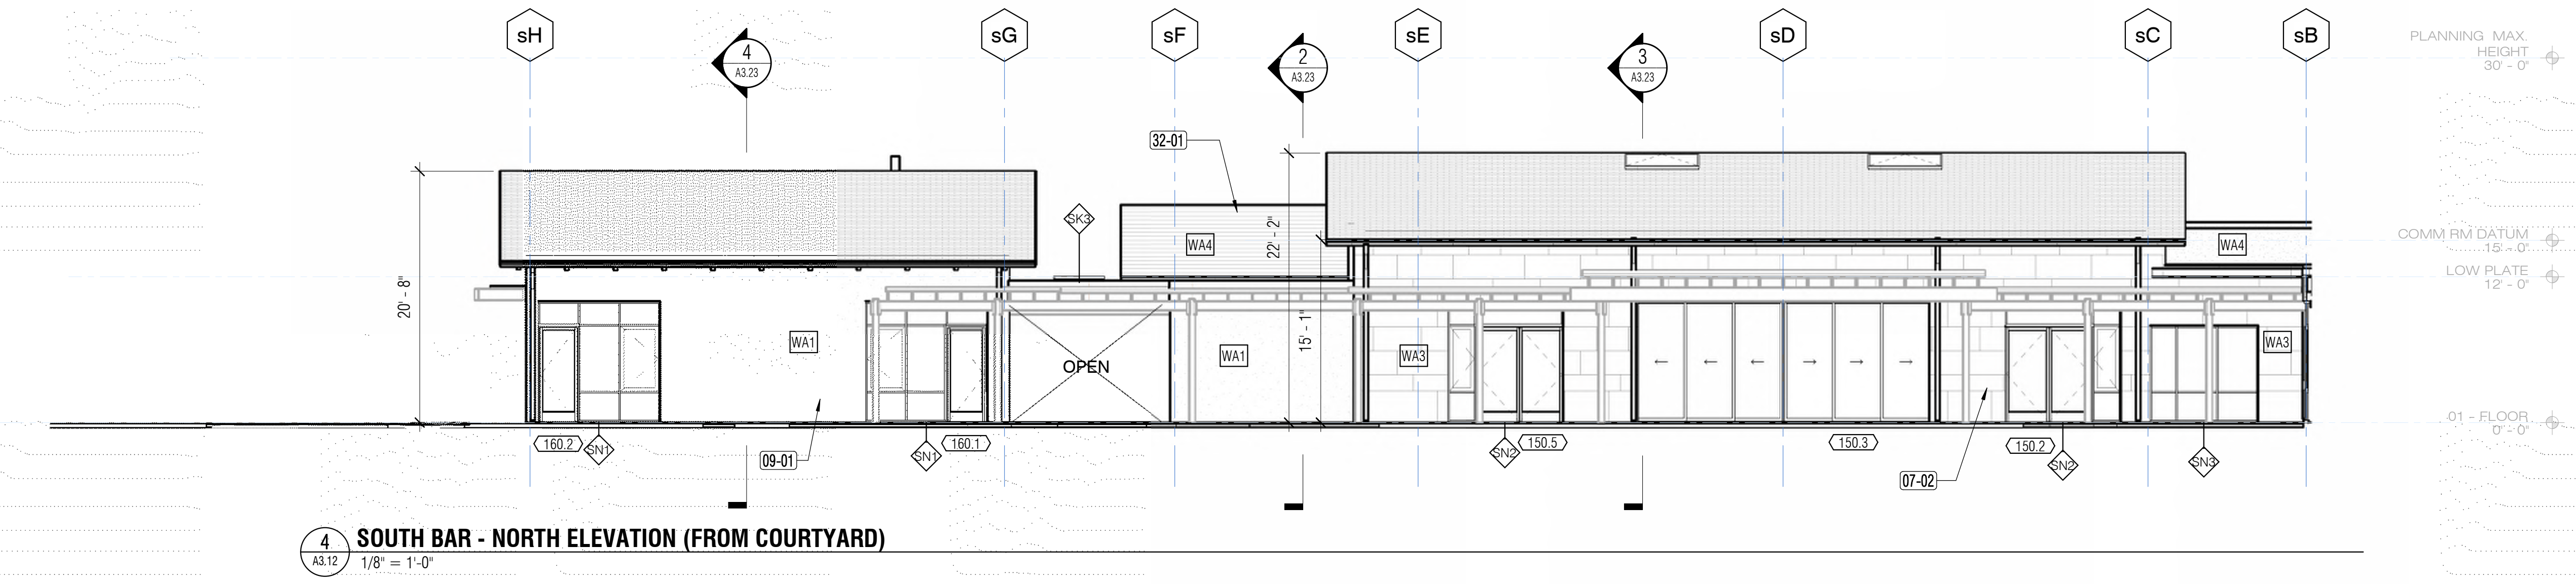 sH
sG
sF
sE
sD
sC
sB
4
A3.23
2
A3.23
3
A3.23
PLANNING MAX.
HEIGHT
30' - 0"
32-01
SK3
WA4
22' - 2"
WA4
COMM RM DATUM
15' - 0"
LOW PLATE
12' - 0"
20' - 8"
WA1
OPEN
WA1
15' - 1"
WA3
WA3
← ← ← → → →
01 - FLOOR
0' - 0"
160.2
SN1
09-01
SN1
160.1
SN2
150.5
150.3
07-02
150.2
SN2
SN3
4
A3.12
SOUTH BAR - NORTH ELEVATION (FROM COURTYARD)
1/8" = 1'-0"